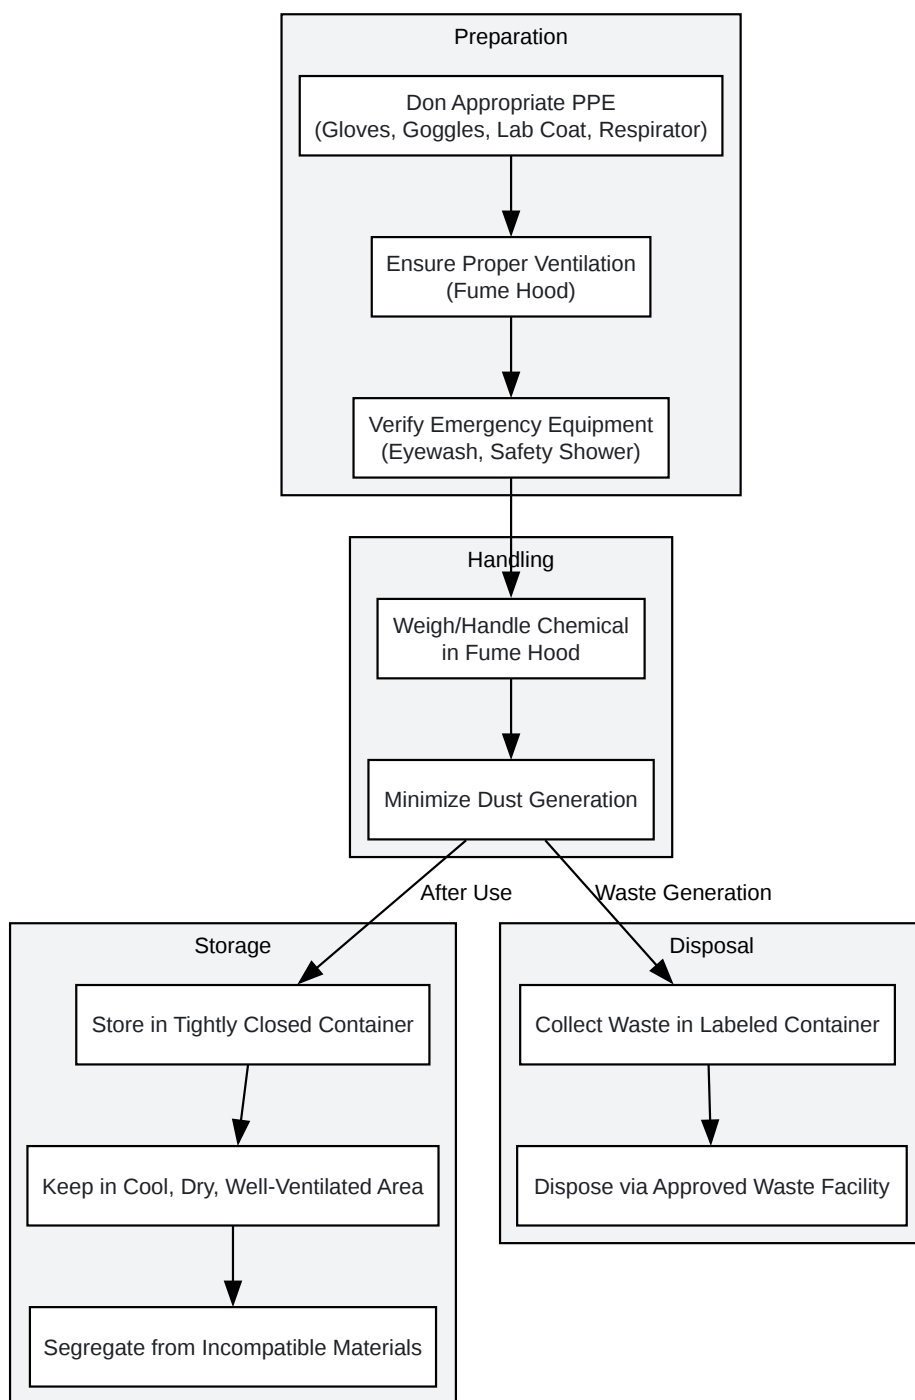 Preparation
Don Appropriate PPE
(Gloves, Goggles, Lab Coat, Respirator)
Ensure Proper Ventilation
(Fume Hood)
Verify Emergency Equipment
(Eyewash, Safety Shower)
Handling
Weigh/Handle Chemical
in Fume Hood
Minimize Dust Generation
After Use
Waste Generation
Storage
Store in Tightly Closed Container
Keep in Cool, Dry, Well-Ventilated Area
Segregate from Incompatible Materials
Disposal
Collect Waste in Labeled Container
Dispose via Approved Waste Facility